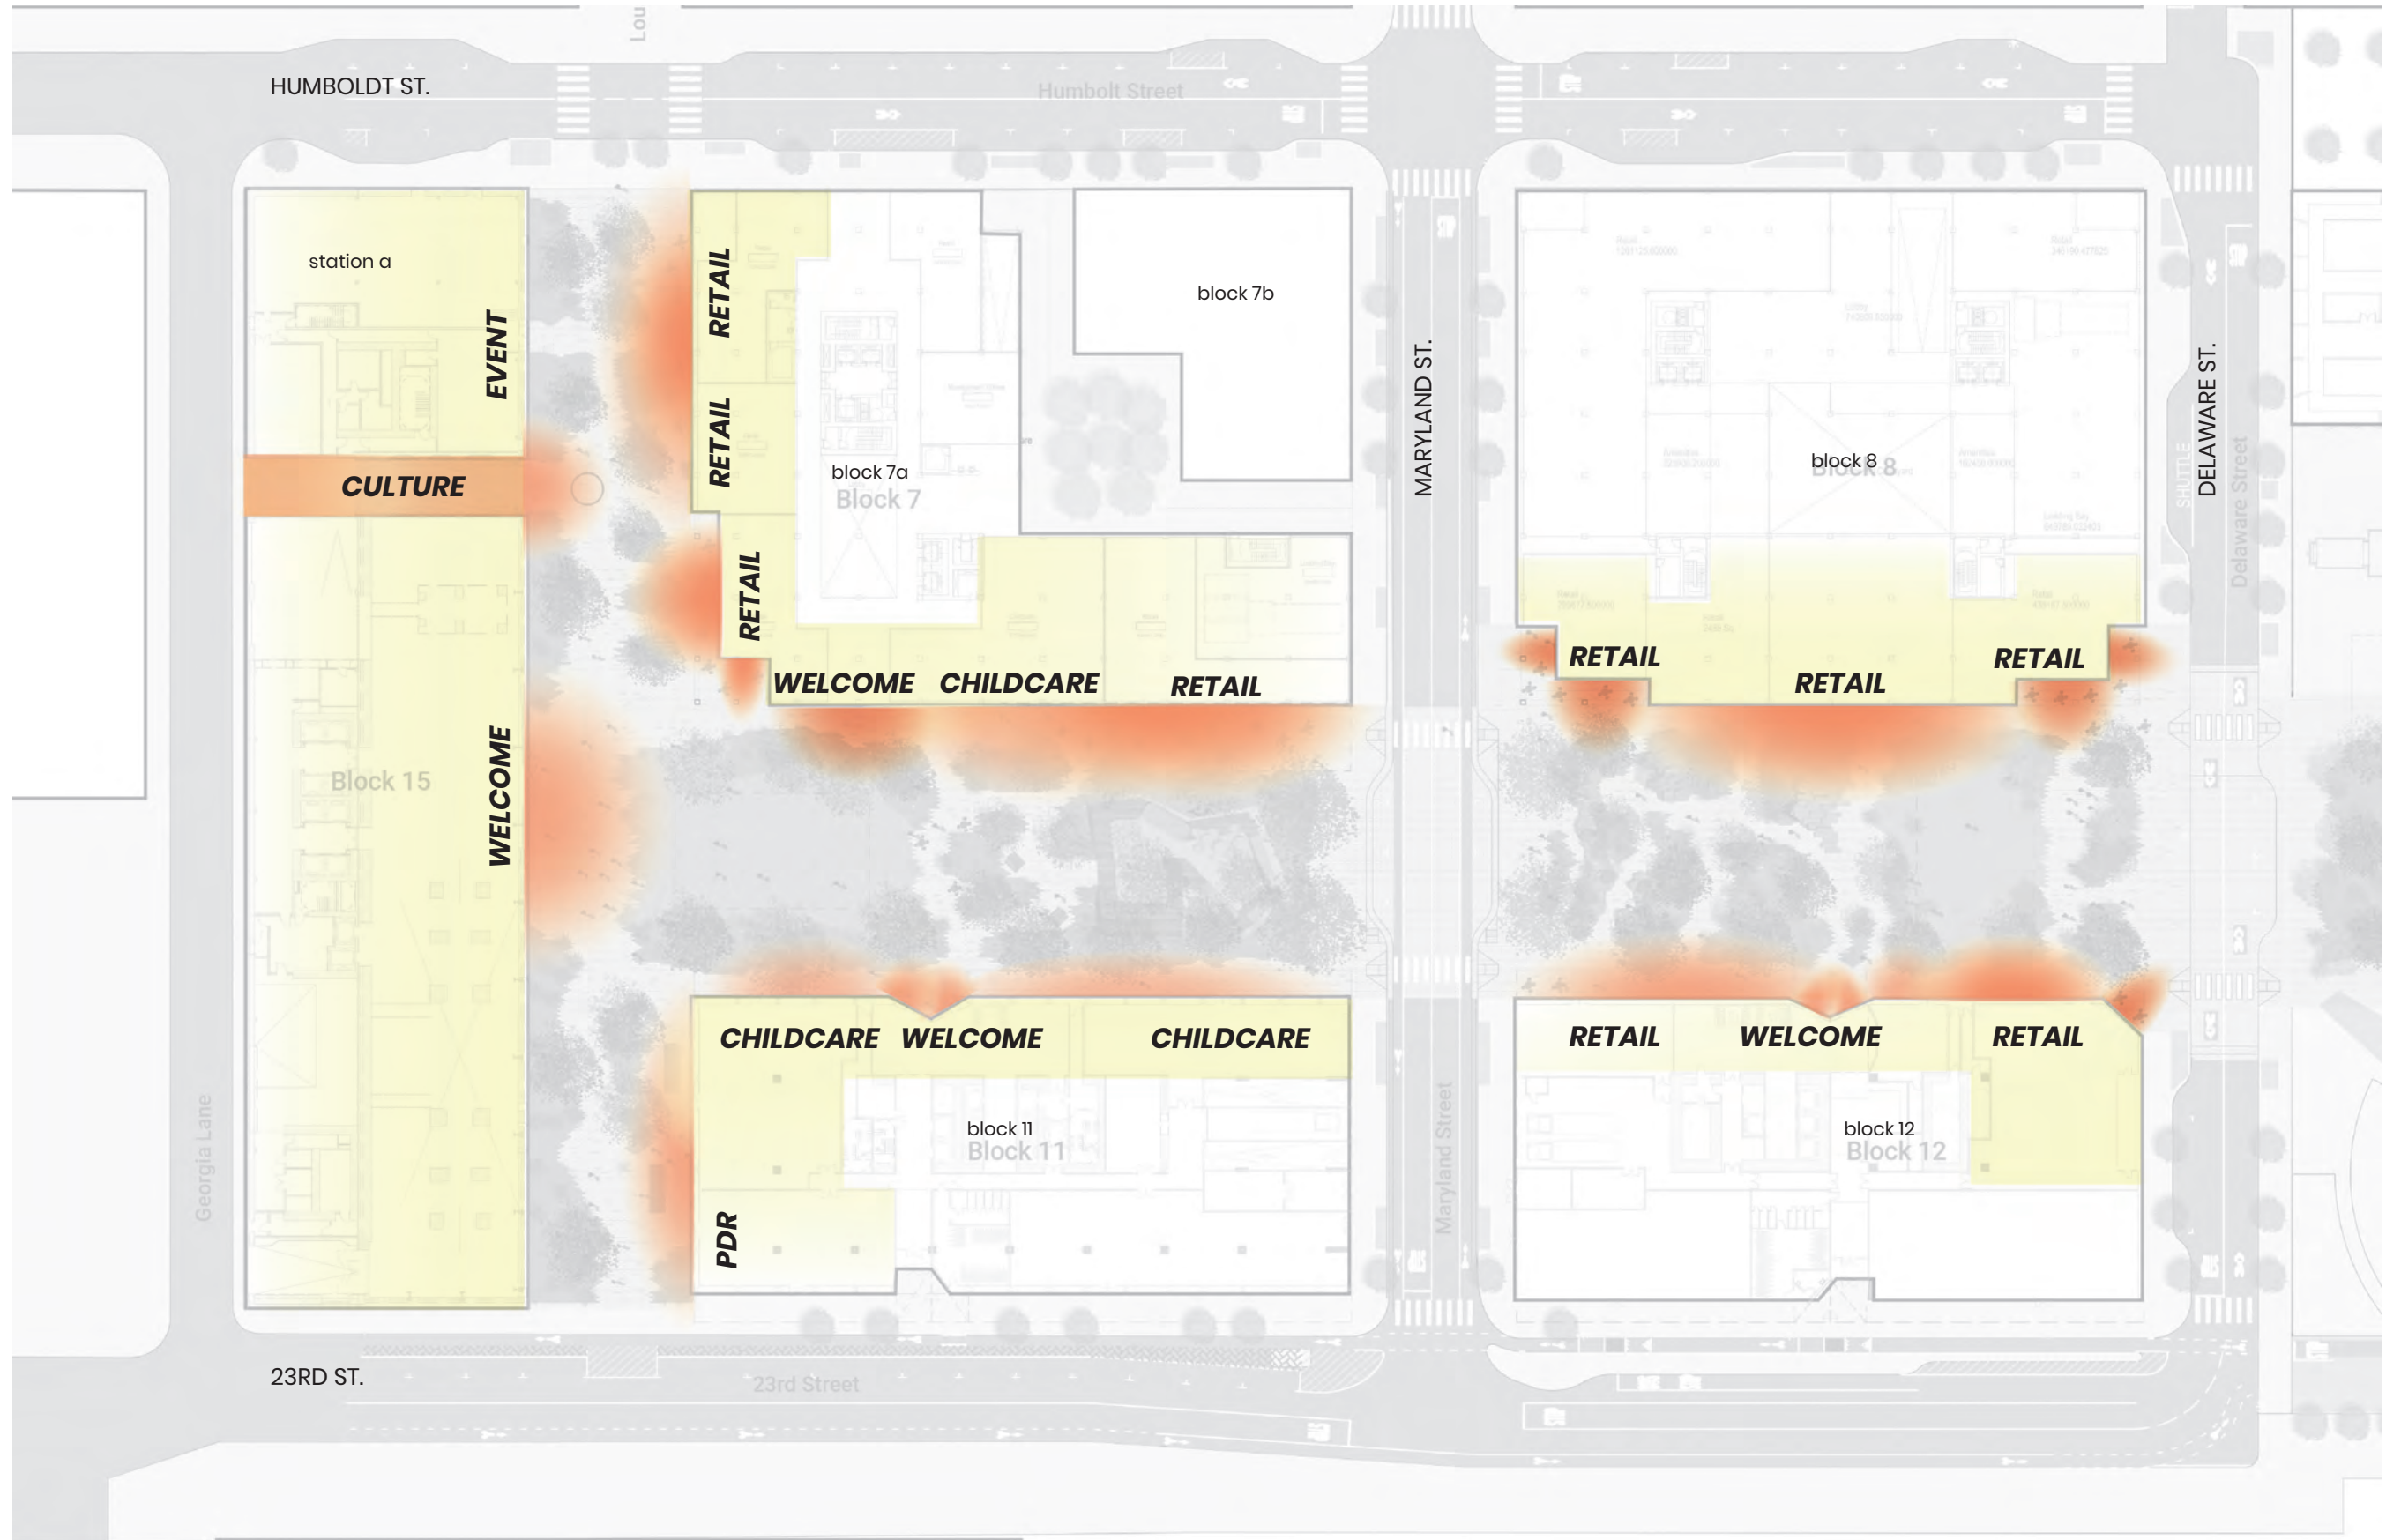 Lou
HUMBOLDT ST.
Humbolt Street
station a
EVENT
CULTURE
WELCOME
Block 15
RETAIL
RETAIL
RETAIL
block 7a
Block 7
block 7b
WELCOME
CHILDCARE
RETAIL
MARYLAND ST.
block 8
Block 8
RETAIL
RETAIL
RETAIL
DELAWARE ST.
SHUTTLE
Delaware Street
CHILDCARE
WELCOME
CHILDCARE
block 11
Block 11
PDR
RETAIL
WELCOME
RETAIL
block 12
Block 12
Georgia Lane
Maryland Street
23RD ST.
23rd Street